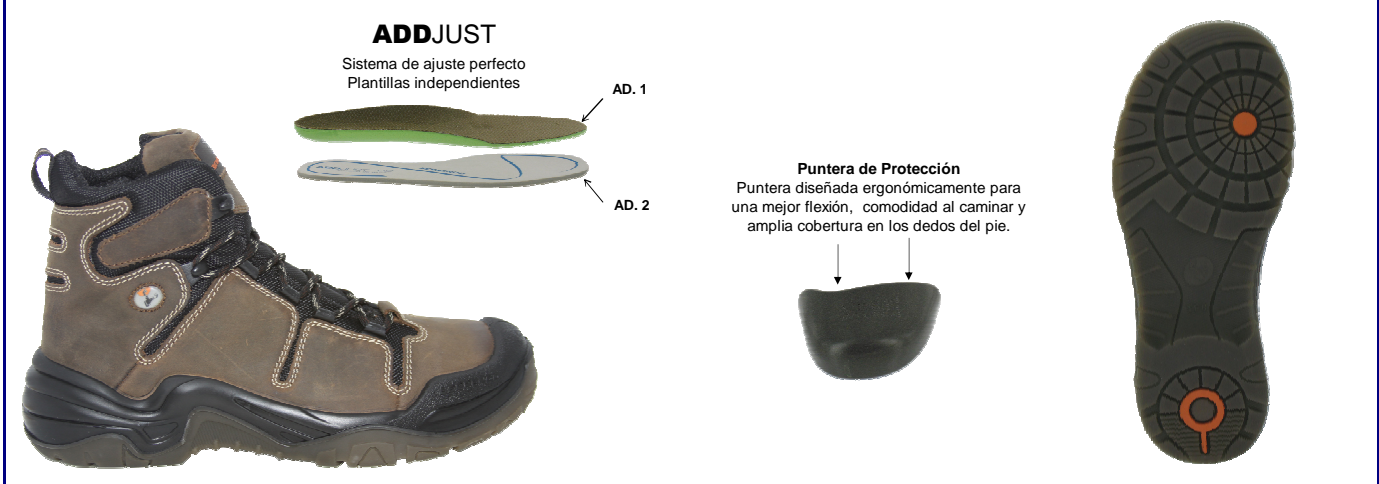 ADDJUST
Sistema de ajuste perfecto
Plantillas independientes
AD. 1
AD. 2
Puntera de Protección
Puntera diseñada ergonómicamente para
una mejor flexión, comodidad al caminar y
amplia cobertura en los dedos del pie.